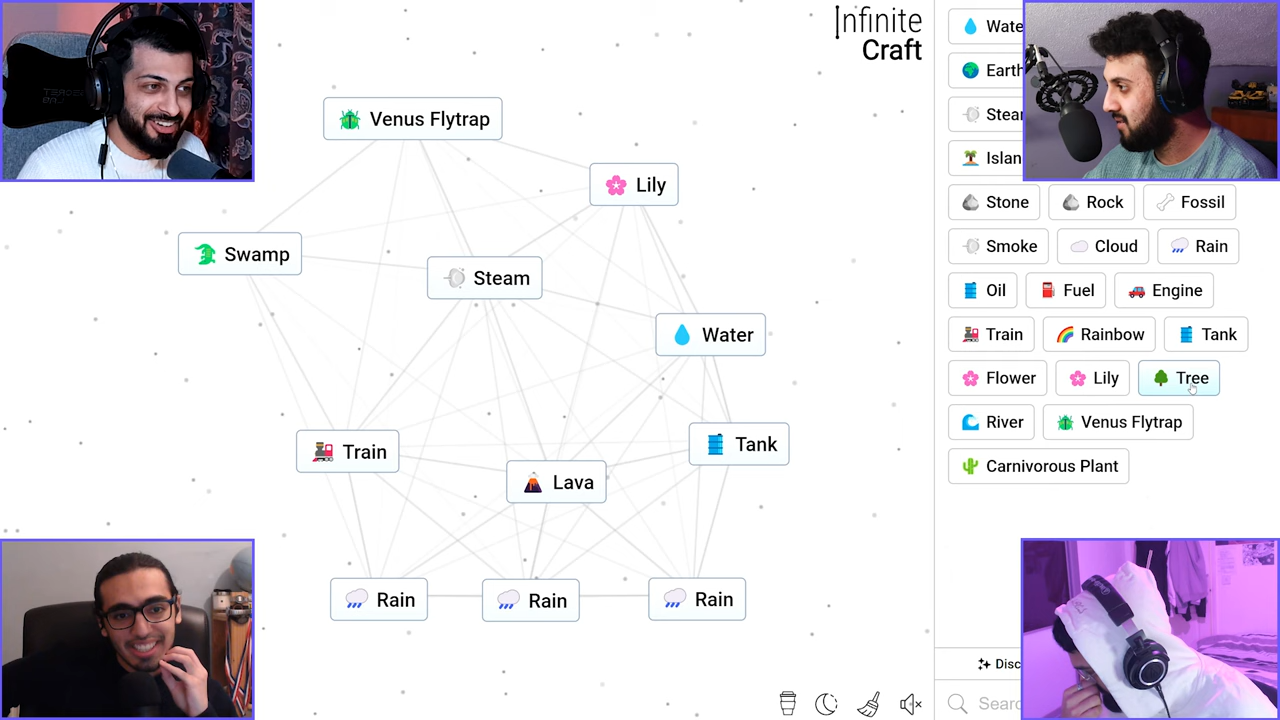 Infinite
Craft
Venus Flytrap
Lily
Swamp
Steam
Water
Train
Tank
Lava
Rain
Rain
Rain
Stone
Rock
Fossil
Smoke
Cloud
Rain
Oil
Fuel
Engine
Train
Rainbow
Tank
Flower
Lily
Tree
River
Venus Flytrap
Carnivorous Plant